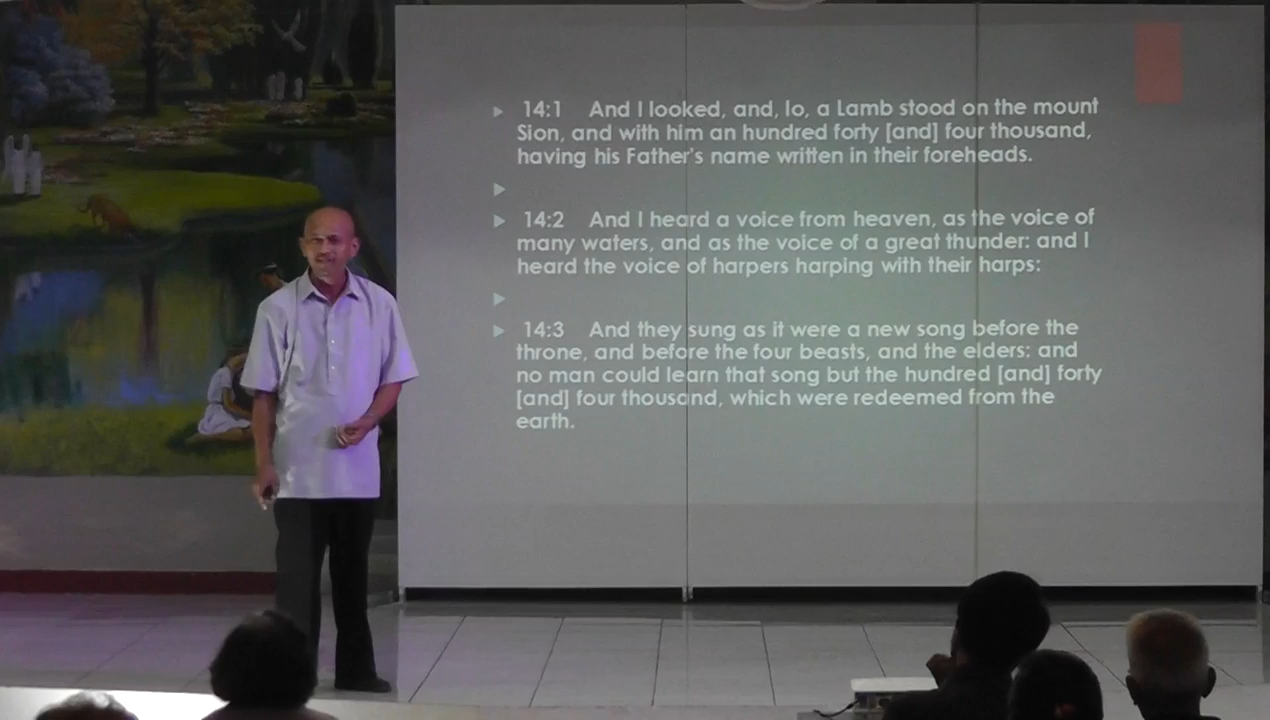 14:1 And I looked, and, lo, a Lamb stood on the mount
Sion, and with him an hundred forty [and] four thousand,
having his Father's name written in their foreheads.
14:2 And I heard a voice from heaven, as the voice of
many waters, and as the voice of a great thunder: and I
heard the voice of harpers harping with their harps:
14:3 And they sung as it were a new song before the
throne, and before the four beasts, and the elders: and
no man could learn that song but the hundred [and] forty
[and] four thousand, which were redeemed from the
earth.